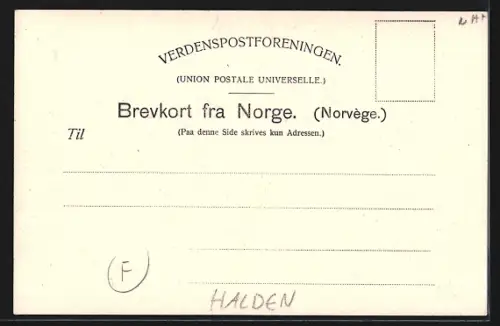 VERDENSPOSTFORENINGEN.
(UNION POSTALE UNIVERSELLE.)
Brevkort fra Norge. (Norvège.)
Til
(Paa denne Side skrives kun Adressen.)
F
HALDEN